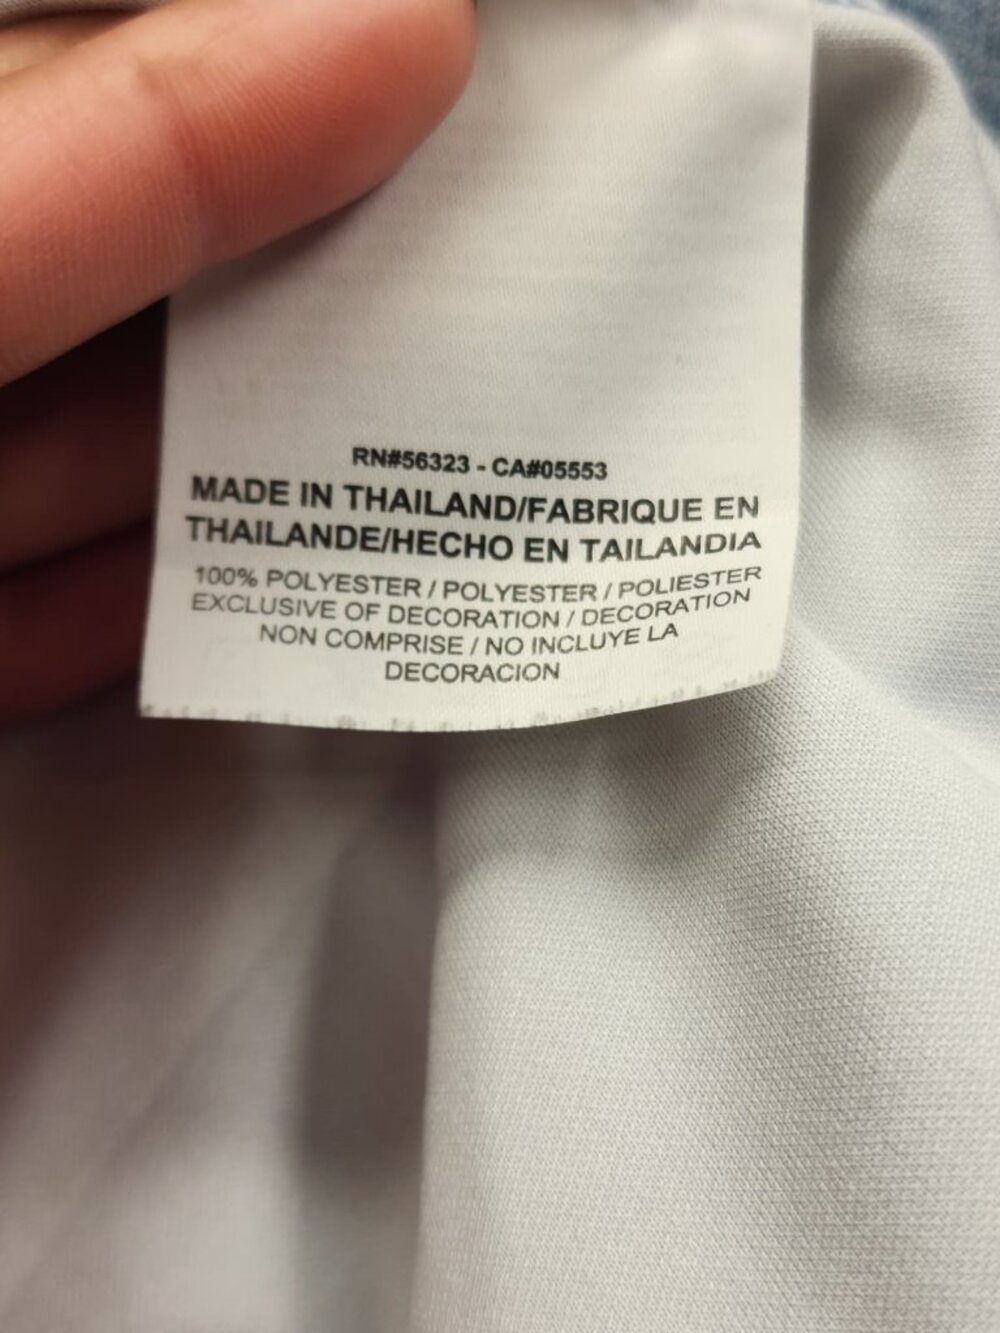 RN#56323 - CA#05553
MADE IN THAILAND/FABRIQUE EN
THAILANDE/HECHO EN TAILANDIA
100% POLYESTER / POLYESTER / POLIESTER
EXCLUSIVE OF DECORATION / DECORATION
NON COMPRISE / NO INCLUYE LA
DECORACION